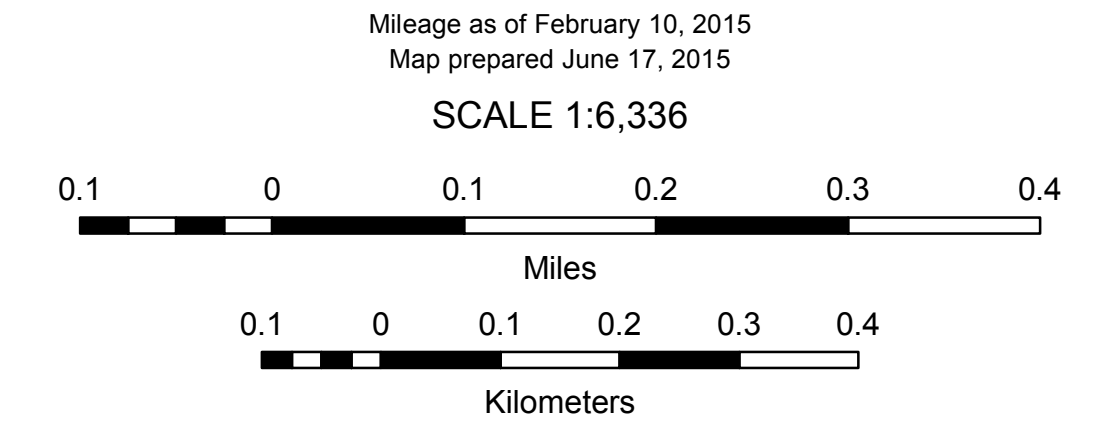 Mileage as of February 10, 2015
Map prepared June 17, 2015
SCALE 1:6,336
0.1 0 0.1 0.2 0.3 0.4
Miles
0.1 0 0.1 0.2 0.3 0.4
Kilometers